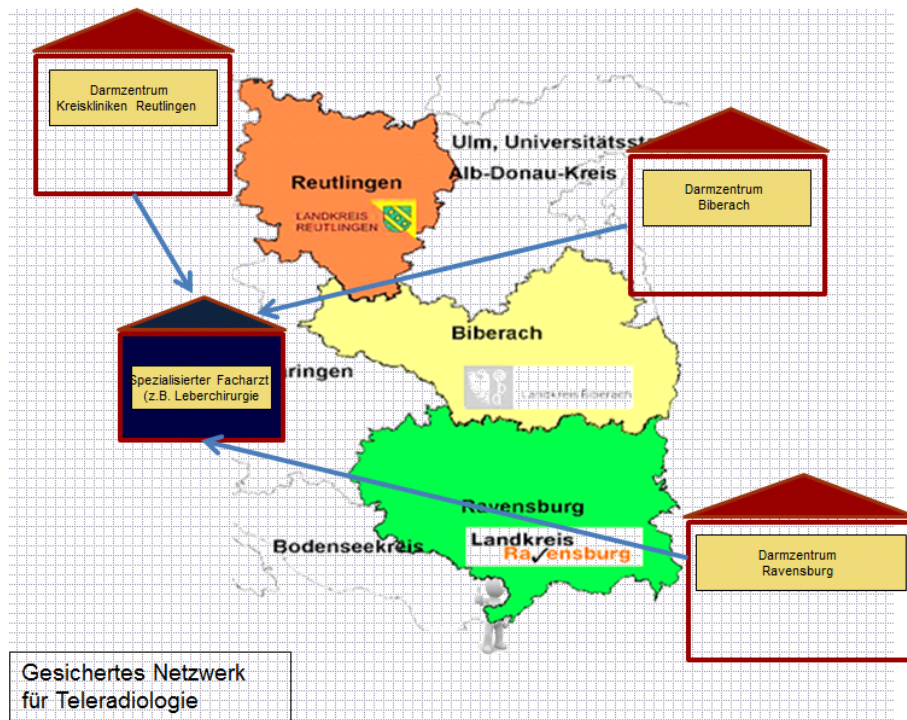 Darmzentrum
Kreiskliniken Reutlingen
Ulm, Universitätsst
Alb-Donau-Kreis
Darmzentrum
Biberach
Reutlingen
LANDKREIS
REUTLINGEN
Biberach
Landkreis Biberach
Spezialisierter Facharzt
(z.B. Leberchirurgie
aringen
Ravensburg
Landkreis
Ravensburg
Bodenseekreis
Darmzentrum
Ravensburg
Gesichertes Netzwerk
für Teleradiologie